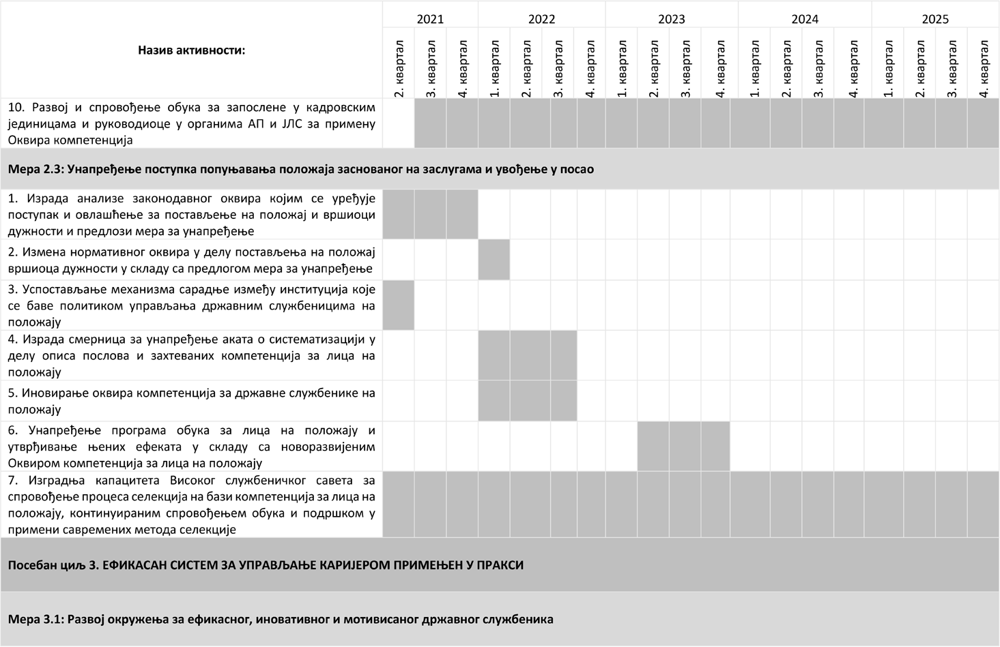 Назив активности:
2021
2022
2023
2024
2025
2. квартал
3. квартал
4. квартал
1. квартал
2. квартал
3. квартал
4. квартал
1. квартал
2. квартал
3. квартал
4. квартал
1. квартал
2. квартал
3. квартал
4. квартал
1. квартал
2. квартал
3. квартал
4. квартал
10. Развој и спровођење обука за запослене у кадровским
јединицама и руководиоце у органима АП и ЈЛС за примену
Оквира компетенција
Мера 2.3: Унапређење поступка попуњавања положаја заснованог на заслугама и увођење у посао
1. Израда анализе законодавног оквира којим се уређује
поступак и овлашћење за постављење на положај и вршиоци
дужности и предлози мера за унапређење
2. Измена нормативног оквира у делу постављења на положај
вршиоца дужности у складу са предлогом мера за унапређење
3. Успостављање механизма сарадње између институција које
се баве политиком управљања државним службеницима на
положају
4. Израда смерница за унапређење аката о систематизацији у
делу описа послова и захтеваних компетенција за лица на
положају
5. Иновирање оквира компетенција за државне службенике на
положају
6. Унапређење програма обука за лица на положају и
утврђивање њених ефеката у складу са новоразвијеним
Оквиром компетенција за лица на положају
7. Изградња капацитета Високог службеничког савета за
спровођење процеса селекција на бази компетенција за лица на
положају, континуираним спровођењем обука и подршком у
примени савремених метода селекције
Посебан циљ 3. ЕФИКАСАН СИСТЕМ ЗА УПРАВЉАЊЕ КАРИЈЕРОМ ПРИМЕЊЕН У ПРАКСИ
Мера 3.1: Развој окружења за ефикасног, иновативног и мотивисаног државног службеника